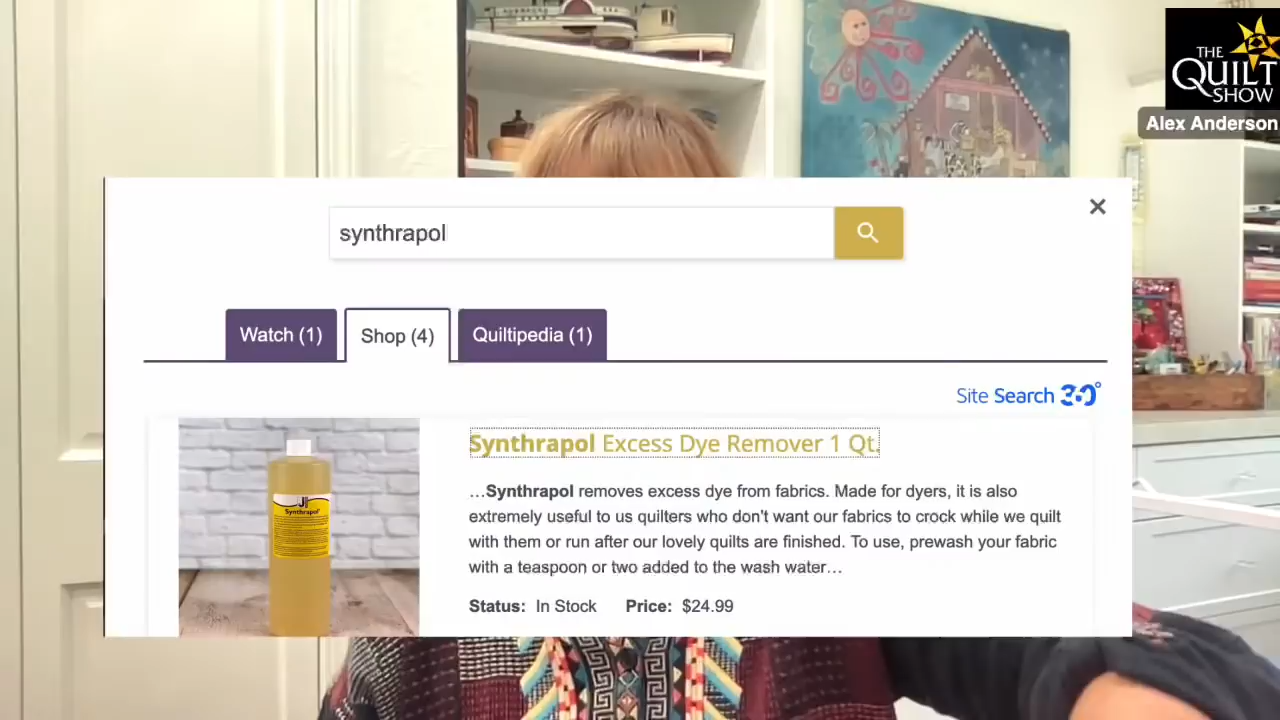 THE
QUILT
SHOW
Alex Anderson
synthrapol
Watch (1)
Shop (4)
Quiltipedia (1)
Site Search 360°
Synthrapol Excess Dye Remover 1 Qt.
...Synthrapol removes excess dye from fabrics. Made for dyers, it is also
extremely useful to us quilters who don't want our fabrics to crock while we quilt
with them or run after our lovely quilts are finished. To use, prewash your fabric
with a teaspoon or two added to the wash water...
Status: In Stock Price: $24.99
Synthrapol